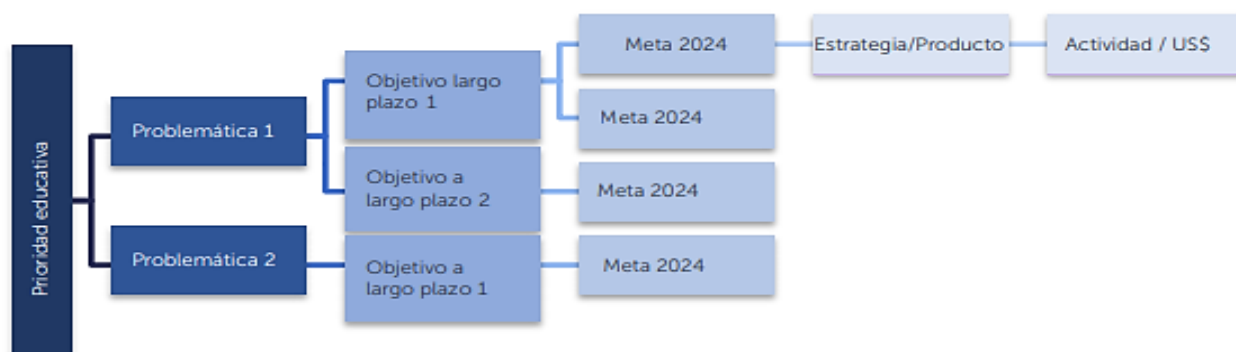 Prioridad educativa
Problemática 1
Objetivo largo
plazo 1
Meta 2024
Estrategia/Producto
Actividad / US$
Meta 2024
Objetivo a
largo plazo 2
Meta 2024
Problemática 2
Objetivo a
largo plazo 1
Meta 2024